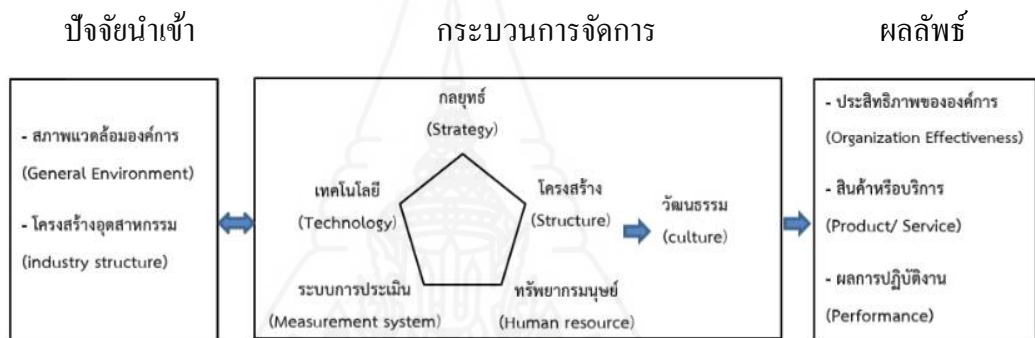 ปัจจัยนำเข้า
กระบวนการจัดการ
ผลลัพธ์
- สภาพแวดล้อมองค์การ
(General Environment)
- โครงสร้างอุตสาหกรรม
(industry structure)
กลยุทธ์
(Strategy)
เทคโนโลยี
(Technology)
โครงสร้าง
(Structure)
ระบบการประเมิน
(Measurement system)
ทรัพยากรมนุษย์
(Human resource)
วัฒนธรรม
(culture)
- ประสิทธิภาพขององค์การ
(Organization Effectiveness)
- สินค้าหรือบริการ
(Product/ Service)
- ผลการปฏิบัติงาน
(Performance)